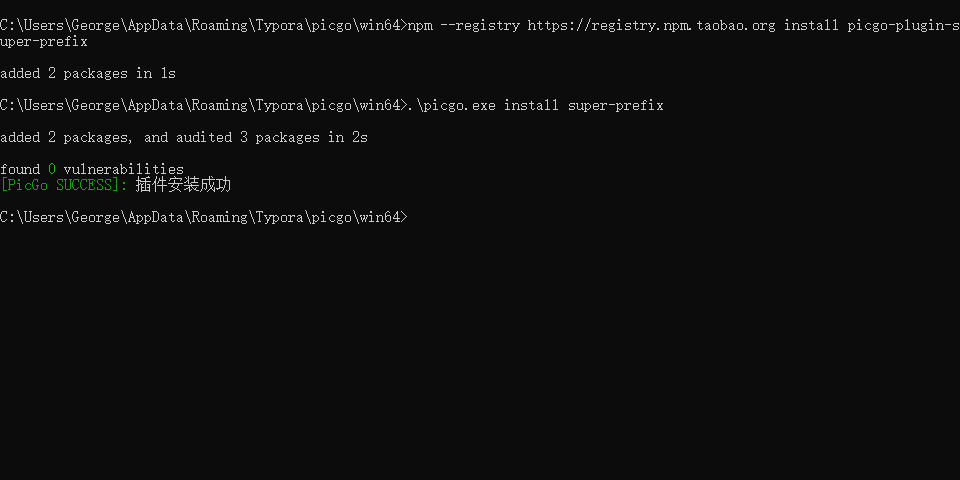 C:\Users\George\AppData\Roaming\Typora\picgo\win64>npm --registry https://registry.npm.taobao.org install picgo-plugin-s
uper-prefix
added 2 packages in 1s
C:\Users\George\AppData\Roaming\Typora\picgo\win64>.\picgo.exe install super-prefix
added 2 packages, and audited 3 packages in 2s
found 0 vulnerabilities
[PicGo SUCCESS]: 插件安装成功
C:\Users\George\AppData\Roaming\Typora\picgo\win64>